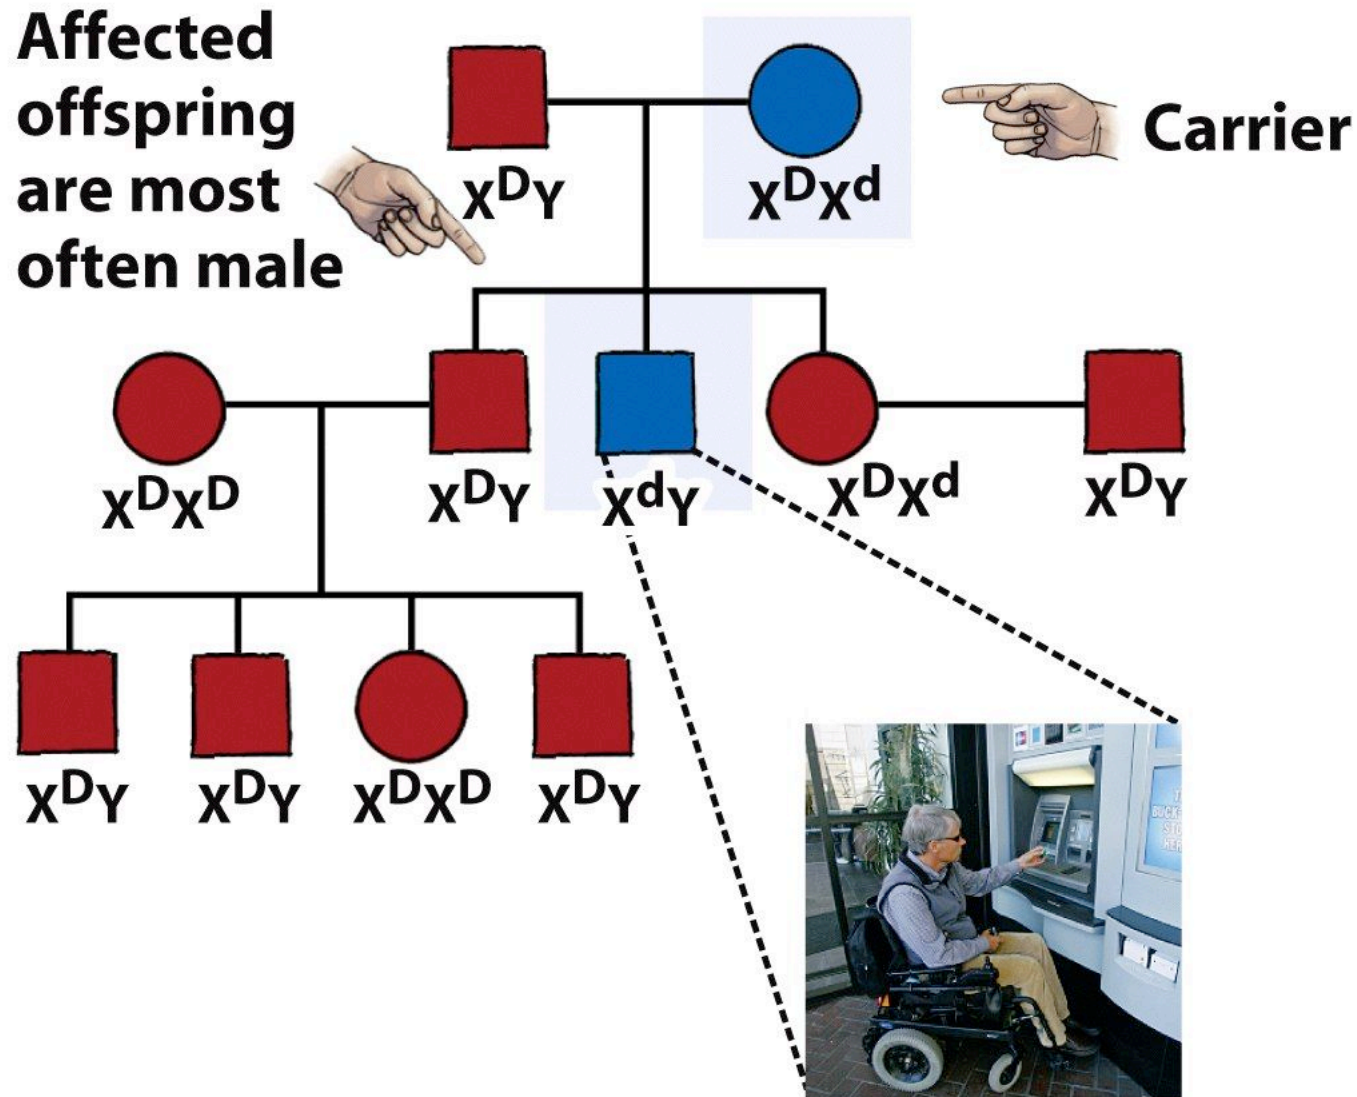 Affected
offspring
are most
often male
Carrier
XᴰY
XᴰXᵈ
XᴰXᴰ
XᴰY
XᵈY
XᴰXᵈ
XᴰY
XᴰY
XᴰY
XᴰXᴰ
XᴰY